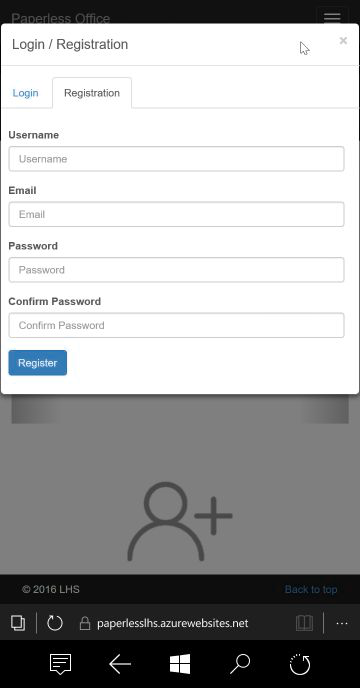 Paperless Office
Login / Registration
×
Login
Registration
Username
Username
Email
Email
Password
Password
Confirm Password
Confirm Password
Register
© 2016 LHS
Back to top
paperlesslhs.azurewebsites.net